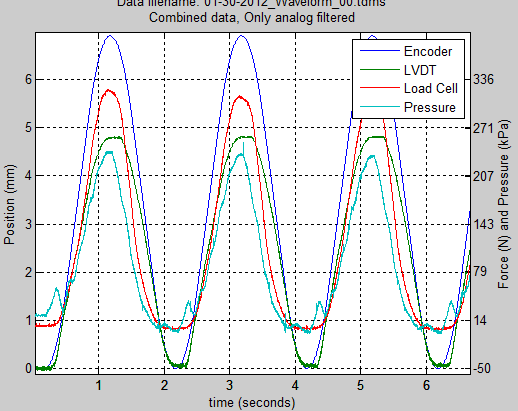 Data filename: 01-30-2012_Waveform_00.tdms
Combined data, Only analog filtered
Encoder
LVDT
Load Cell
Pressure
6
5
4
3
2
1
0
336
271
207
143
79
14
-50
1
2
3
4
5
6
Position (mm)
Force (N) and Pressure (kPa)
time (seconds)